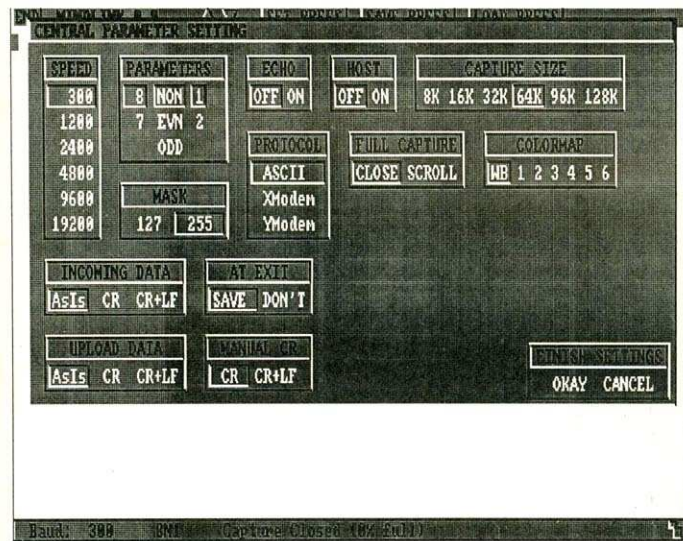 CENTRAL PARAMETER SETTING
SPEED
300
1200
2400
4800
9600
19200
PARAMETERS
8 NON 1
7 EVN 2
ODD
MASK
127 255
ECHO
OFF ON
HOST
OFF ON
CAPTURE SIZE
8K 16K 32K 64K 96K 128K
PROTOCOL
ASCII
XModem
YModem
FULL CAPTURE
CLOSE SCROLL
COLORMAP
WB 1 2 3 4 5 6
INCOMING DATA
AsIs CR CR+LF
AT EXIT
SAVE DON'T
UPLOAD DATA
AsIs CR CR+LF
MANUAL CR
CR CR+LF
FINISH SETTINGS
OKAY CANCEL
Baud: 300 8N1 Capture Closed (0% full)